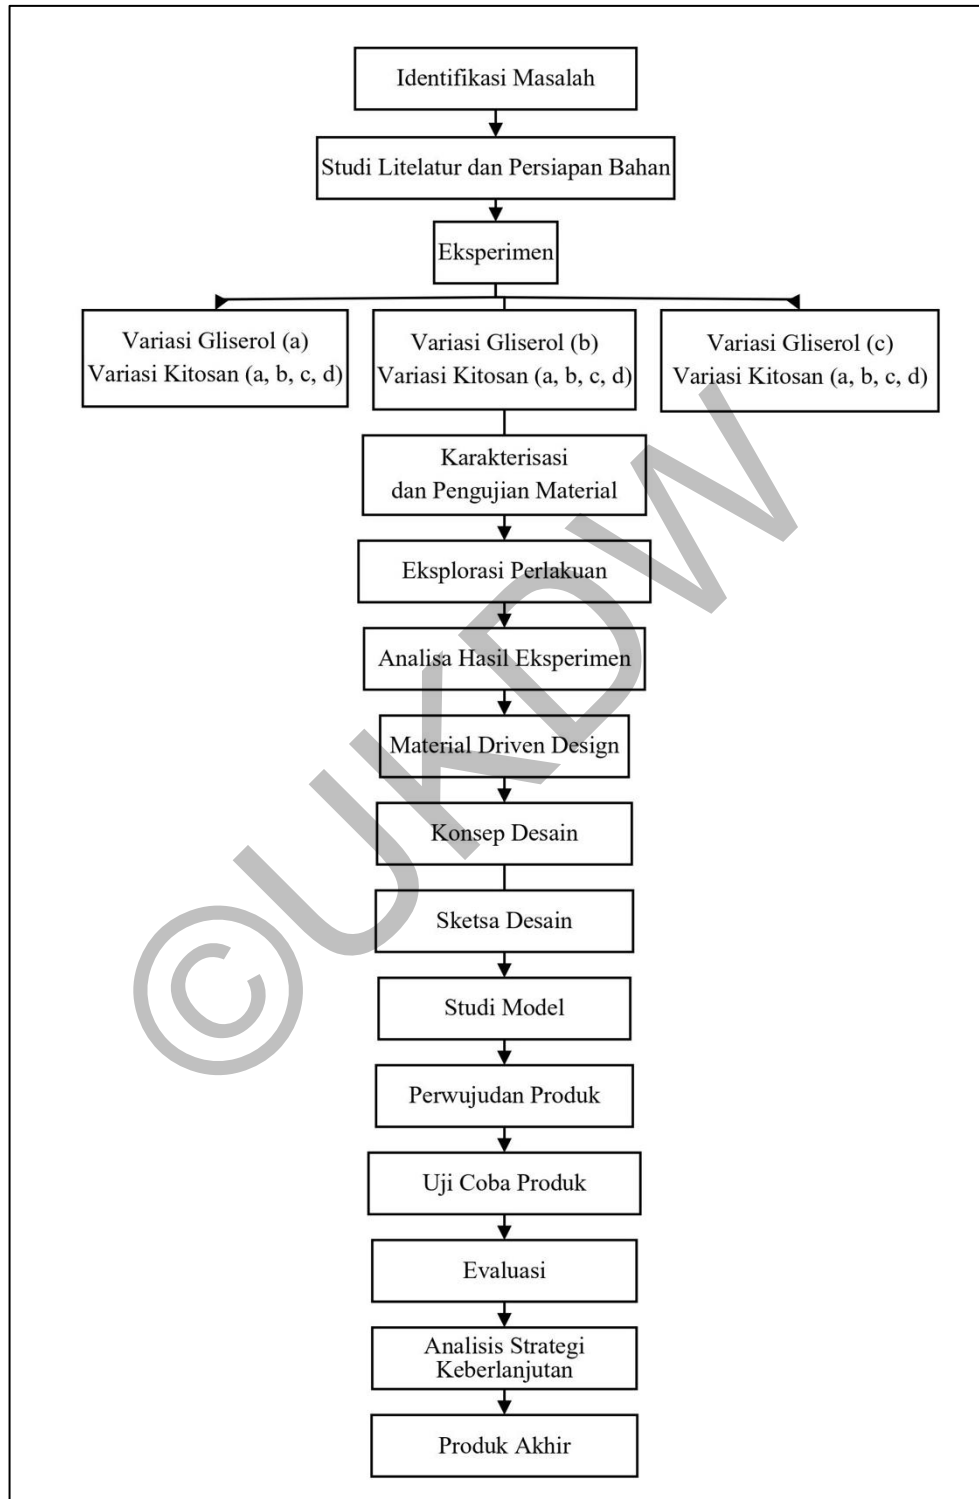 Identifikasi Masalah
Studi Litelatur dan Persiapan Bahan
Eksperimen
Variasi Gliserol (a)
Variasi Kitosan (a, b, c, d)
Variasi Gliserol (b)
Variasi Kitosan (a, b, c, d)
Variasi Gliserol (c)
Variasi Kitosan (a, b, c, d)
Karakterisasi
dan Pengujian Material
Eksplorasi Perlakuan
Analisa Hasil Eksperimen
Material Driven Design
Konsep Desain
Sketsa Desain
Studi Model
Perwujudan Produk
Uji Coba Produk
Evaluasi
Analisis Strategi
Keberlanjutan
Produk Akhir
©UKDW